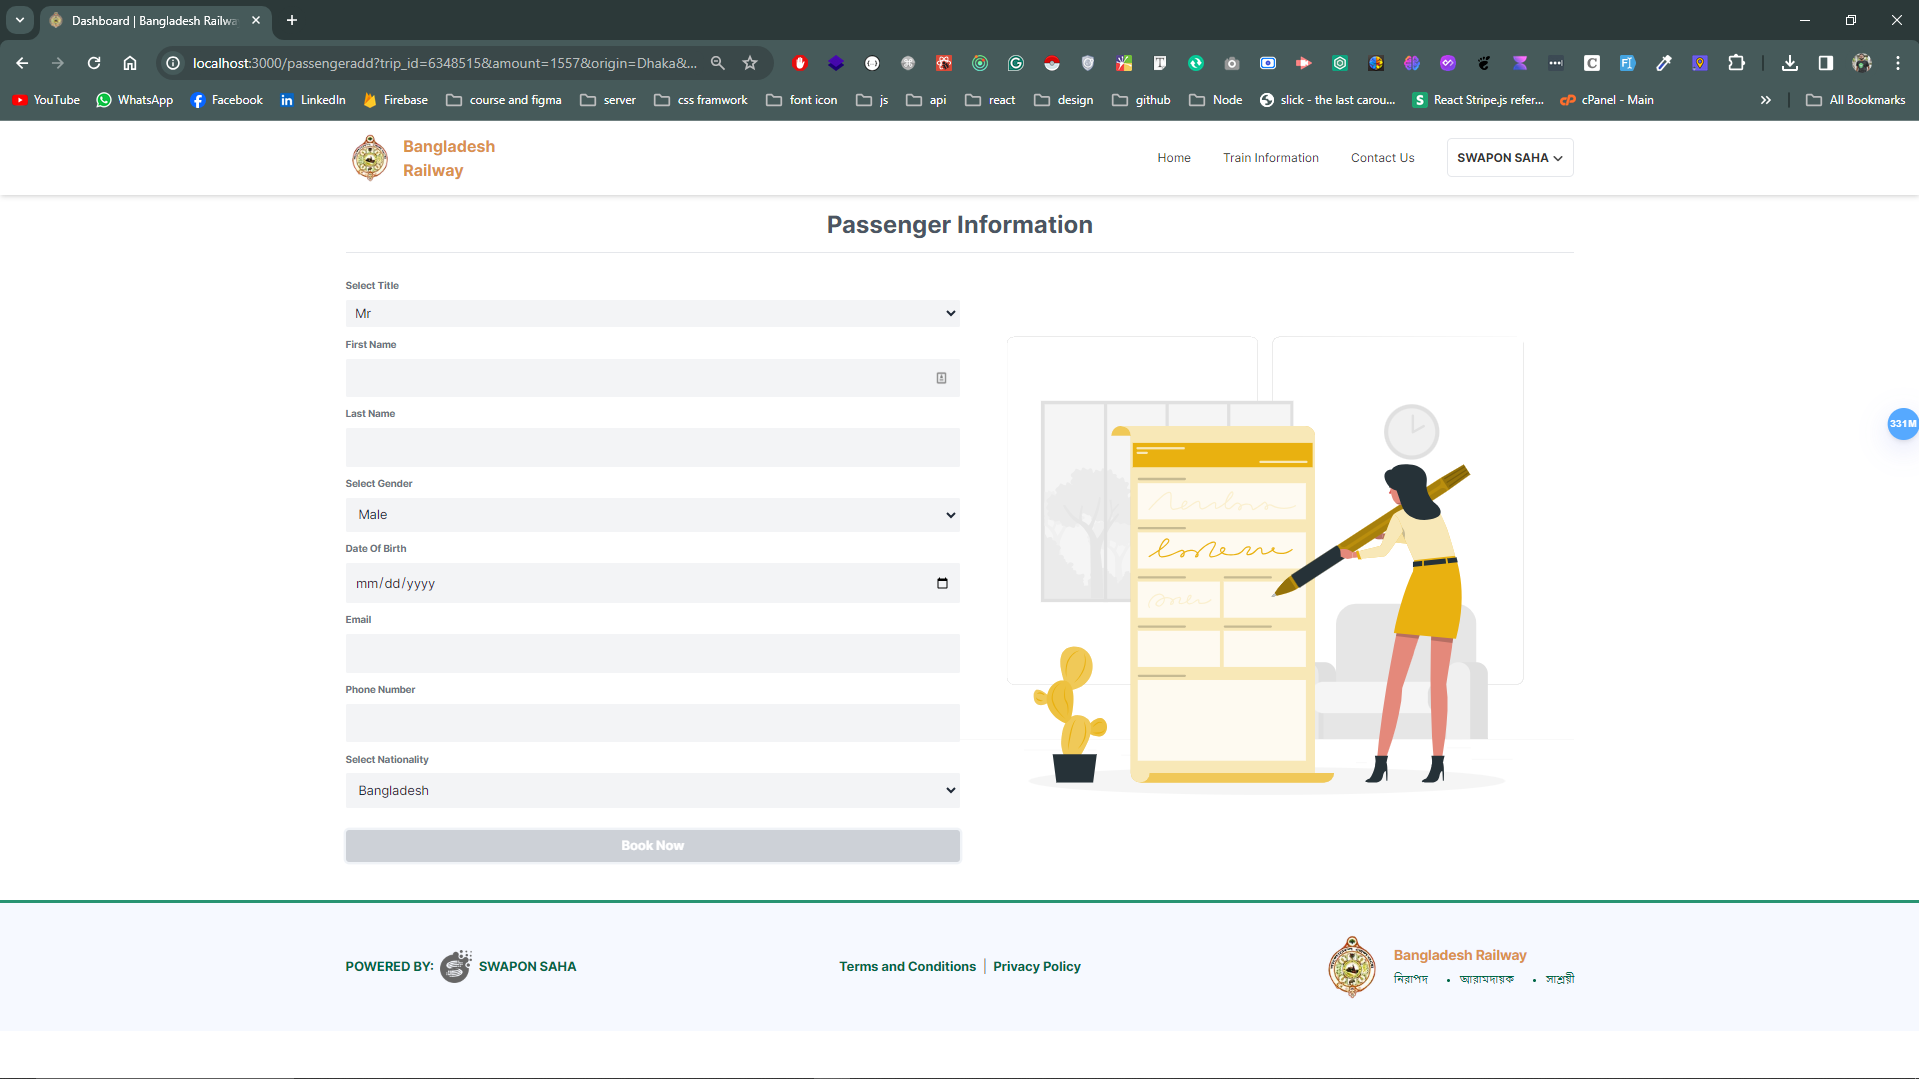 Dashboard | Bangladesh Railwa
localhost:3000/passengeradd?trip_id=6348515&amount=1557&origin=Dhaka&...
YouTube WhatsApp Facebook LinkedIn Firebase course and figma server css framwork font icon js api react design github Node slick - the last carou... React Stripe.js refer... cPanel - Main All Bookmarks
Bangladesh
Railway
Home Train Information Contact Us SWAPON SAHA
Passenger Information
Select Title
Mr
First Name
Last Name
Select Gender
Male
Date Of Birth
mm/dd/yyyy
Email
Phone Number
Select Nationality
Bangladesh
Book Now
331M
POWERED BY: SWAPON SAHA
Terms and Conditions | Privacy Policy
Bangladesh Railway
নিরাপদ • আরামদায়ক • সাশ্রয়ী